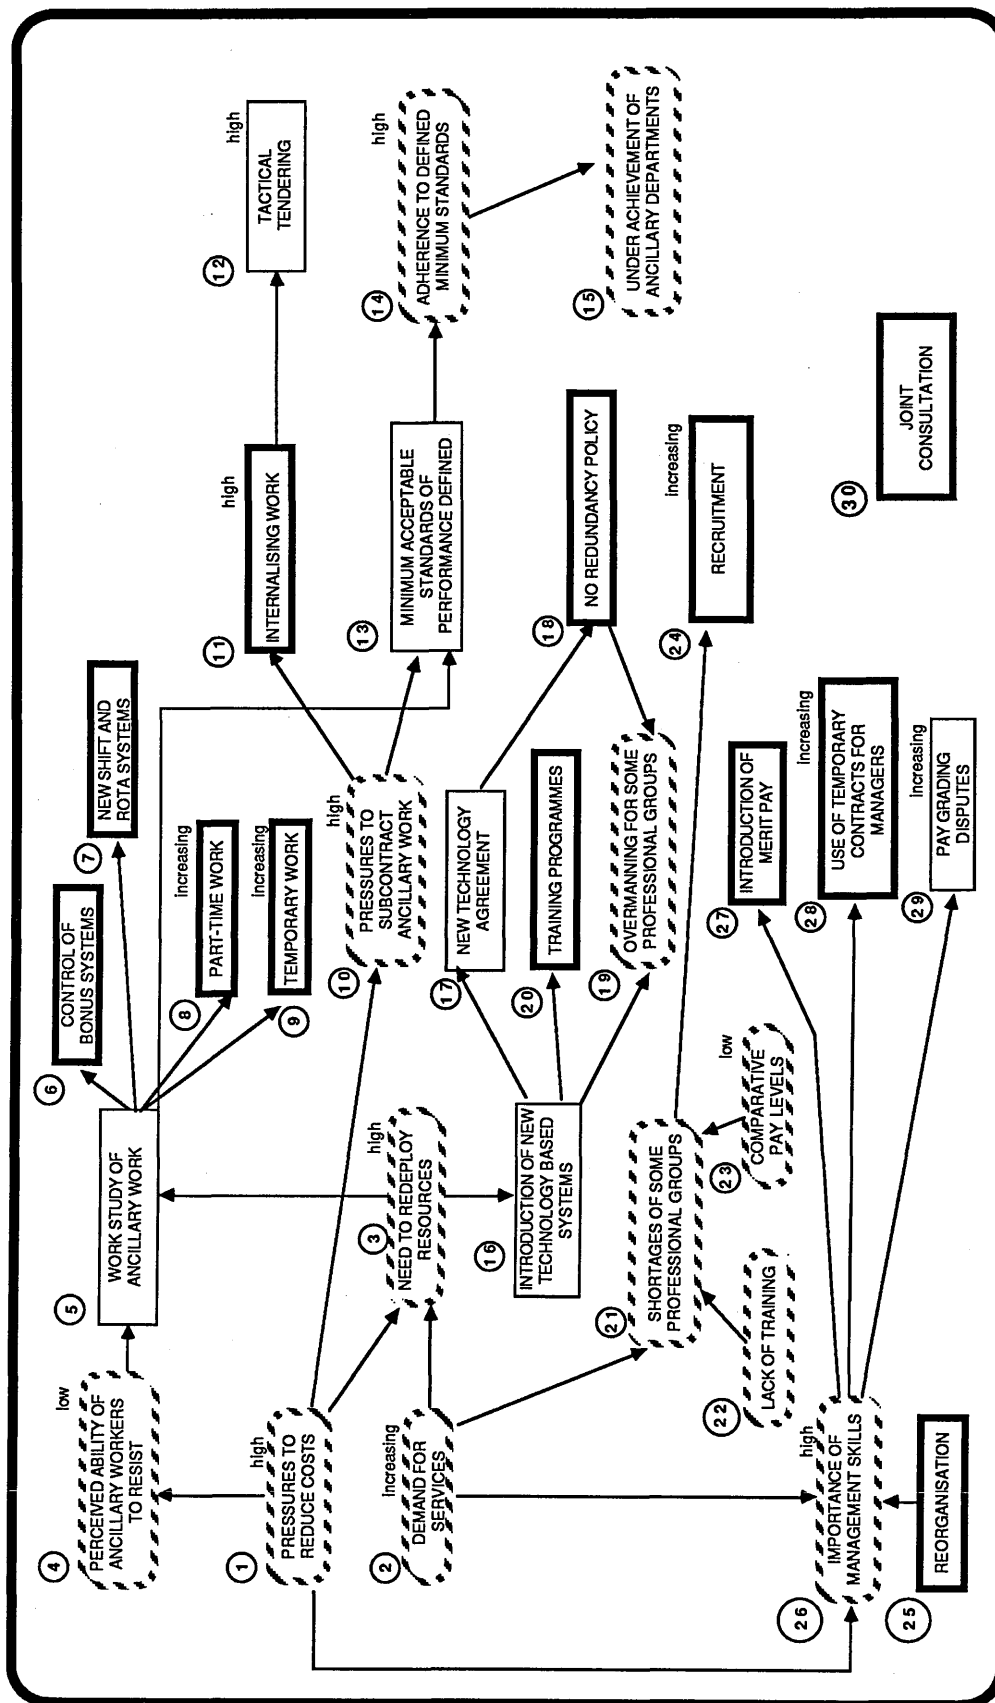 4
low
PERCEIVED ABILITY OF
ANCILLARY WORKERS
TO RESIST
5
WORK STUDY OF
ANCILLARY WORK
6
CONTROL OF
BONUS SYSTEMS
7
NEW SHIFT AND
ROTA SYSTEMS
8
increasing
PART-TIME WORK
9
increasing
TEMPORARY WORK
1
high
PRESSURES TO
REDUCE COSTS
2
increasing
DEMAND FOR
SERVICES
3
high
NEED TO REDEPLOY
RESOURCES
10
high
PRESSURES TO
SUBCONTRACT
ANCILLARY WORK
11
high
INTERNALISING WORK
12
high
TACTICAL
TENDERING
13
MINIMUM ACCEPTABLE
STANDARDS OF
PERFORMANCE DEFINED
14
high
ADHERENCE TO DEFINED
MINIMUM STANDARDS
15
UNDER ACHIEVEMENT OF
ANCILLARY DEPARTMENTS
16
INTRODUCTION OF NEW
TECHNOLOGY BASED
SYSTEMS
17
NEW TECHNOLOGY
AGREEMENT
18
NO REDUNDANCY POLICY
20
TRAINING PROGRAMMES
19
OVERMANING FOR SOME
PROFESSIONAL GROUPS
21
SHORTAGES OF SOME
PROFESSIONAL GROUPS
22
LACK OF TRAINING
23
low
COMPARATIVE
PAY LEVELS
24
increasing
RECRUITMENT
26
high
IMPORTANCE OF
MANAGEMENT SKILLS
25
REORGANISATION
27
INTRODUCTION OF
MERIT PAY
28
increasing
USE OF TEMPORARY
CONTRACTS FOR
MANAGERS
29
increasing
PAY GRADING
DISPUTES
30
JOINT
CONSULTATION